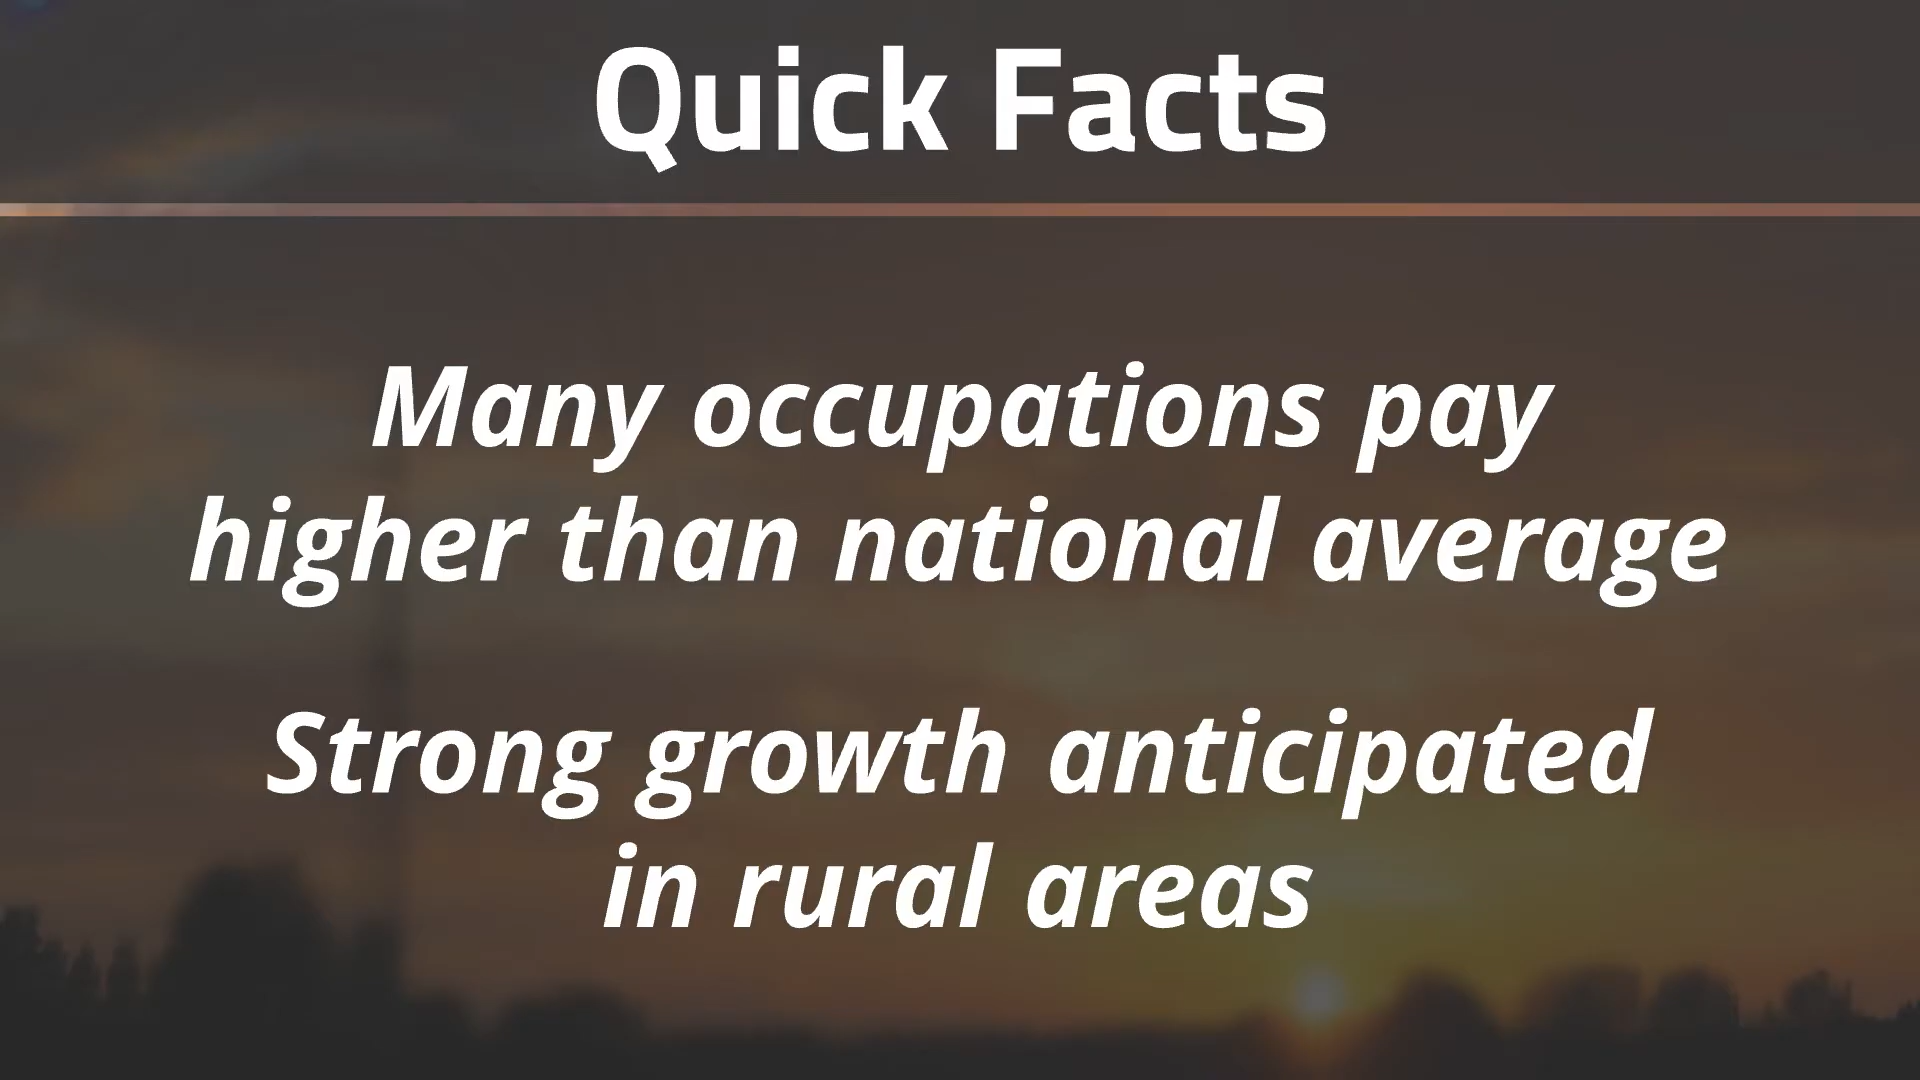 Quick Facts
Many occupations pay
higher than national average
Strong growth anticipated
in rural areas